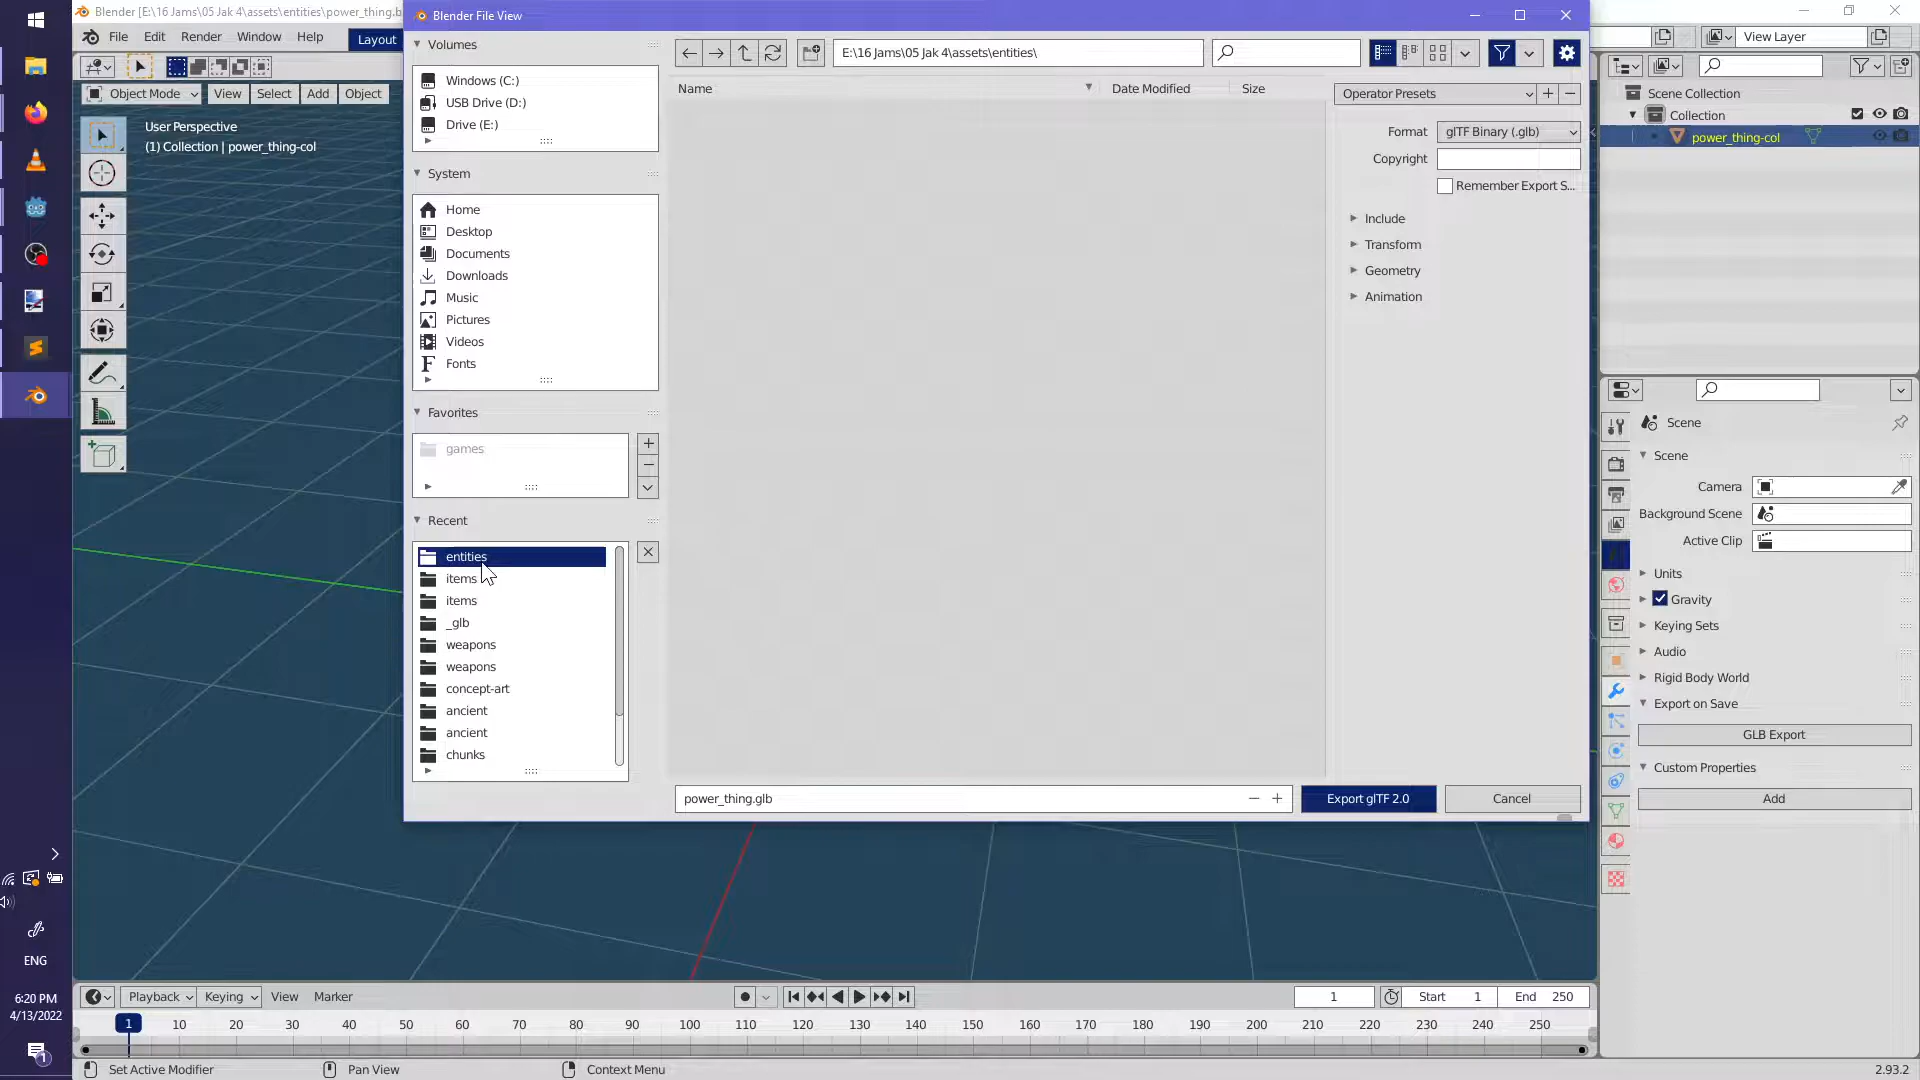 Blender [E:\16 Jams\05 Jak 4\assets\entities\power_thing.b
Blender File View
File Edit Render Window Help Layout
View Layer
Object Mode View Select Add Object
User Perspective
(1) Collection | power_thing-col
Volumes
Windows (C:)
USB Drive (D:)
Drive (E:)
System
Home
Desktop
Documents
Downloads
Music
Pictures
Videos
Fonts
Favorites
games
Recent
entities
items
items
_glb
weapons
weapons
concept-art
ancient
ancient
chunks
E:\16 Jams\05 Jak 4\assets\entities\
Name Date Modified Size
power_thing.glb
Export glTF 2.0 Cancel
Operator Presets
Format glTF Binary (.glb)
Copyright
Remember Export S...
Include
Transform
Geometry
Animation
Scene Collection
Collection
power_thing-col
Scene
Scene
Camera
Background Scene
Active Clip
Units
Gravity
Keying Sets
Audio
Rigid Body World
Export on Save
GLB Export
Custom Properties
Add
Playback Keying View Marker
1 Start 1 End 250
1 10 20 30 40 50 60 70 80 90 100 110 120 130 140 150 160 170 180 190 200 210 220 230 240 250
Set Active Modifier Pan View Context Menu 2.93.2
ENG
6:20 PM
4/13/2022
1